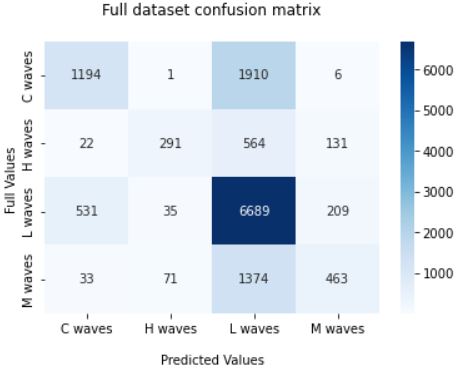 Full dataset confusion matrix
Full Values
C waves
1194 1 1910 6
H waves
22 291 564 131
L waves
531 35 6689 209
M waves
33 71 1374 463
C waves H waves L waves M waves
Predicted Values
6000
5000
4000
3000
2000
1000